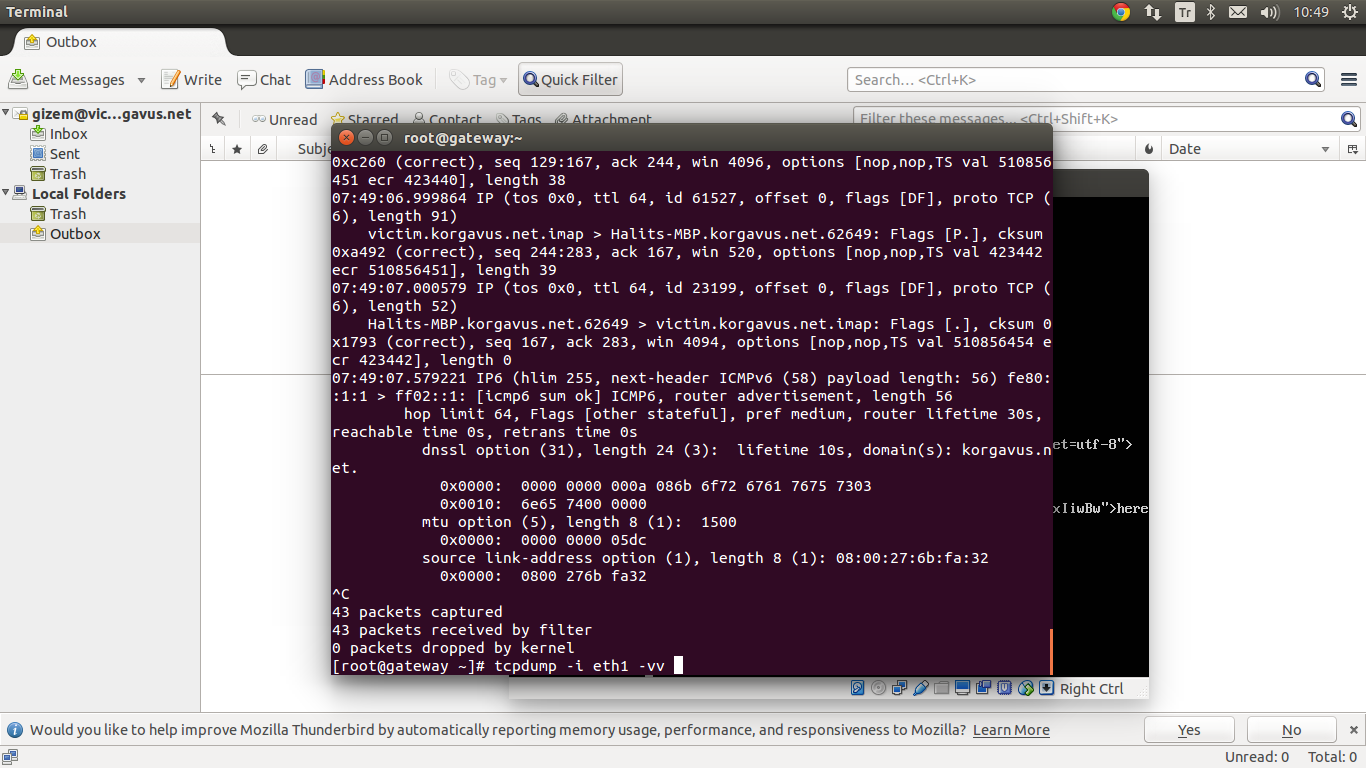 Terminal
Tr
10:49
Outbox
Get Messages
Write
Chat
Address Book
Tag
Quick Filter
Search... <Ctrl+K>
gizem@vic...gavus.net
Inbox
Sent
Trash
Local Folders
Trash
Outbox
Unread
Starred
Contact
Tags
Attachment
Filter these messages... <Ctrl+Shift+K>
Subje
Date
root@gateway:~
0xc260 (correct), seq 129:167, ack 244, win 4096, options [nop,nop,TS val 510856
451 ecr 423440], length 38
07:49:06.999864 IP (tos 0x0, ttl 64, id 61527, offset 0, flags [DF], proto TCP (
6), length 91)
victim.korgavus.net.imap > Halits-MBP.korgavus.net.62649: Flags [P.], cksum
0xa492 (correct), seq 244:283, ack 167, win 520, options [nop,nop,TS val 423442
ecr 510856451], length 39
07:49:07.000579 IP (tos 0x0, ttl 64, id 23199, offset 0, flags [DF], proto TCP (
6), length 52)
Halits-MBP.korgavus.net.62649 > victim.korgavus.net.imap: Flags [.], cksum 0
x1793 (correct), seq 167, ack 283, win 4094, options [nop,nop,TS val 510856454 e
cr 423442], length 0
07:49:07.579221 IP6 (hlim 255, next-header ICMPv6 (58) payload length: 56) fe80:
:1:1 > ff02::1: [icmp6 sum ok] ICMP6, router advertisement, length 56
hop limit 64, Flags [other stateful], pref medium, router lifetime 30s,
reachable time 0s, retrans time 0s
dnssl option (31), length 24 (3):  lifetime 10s, domain(s): korgavus.n
et.
0x0000:  0000 0000 000a 086b 6f72 6761 7675 7303
0x0010:  6e65 7400 0000
mtu option (5), length 8 (1):  1500
0x0000:  0000 0000 05dc
source link-address option (1), length 8 (1): 08:00:27:6b:fa:32
0x0000:  0800 276b fa32
^C
43 packets captured
43 packets received by filter
0 packets dropped by kernel
[root@gateway ~]# tcpdump -i eth1 -vv
et=utf-8">
xIiwBw">here
Right Ctrl
Would you like to help improve Mozilla Thunderbird by automatically reporting memory usage, performance, and responsiveness to Mozilla? Learn More
Yes
No
Unread: 0
Total: 0